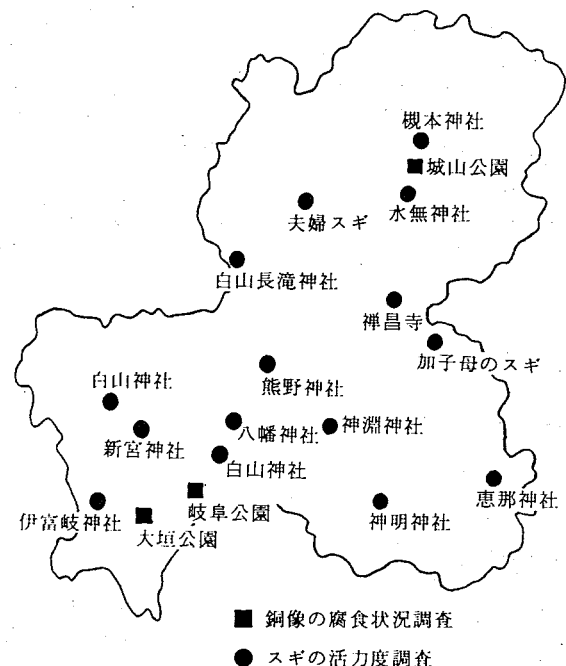 槻本神社
城山公園
水無神社
夫婦スギ
白山長滝神社
禅昌寺
加子母のスギ
熊野神社
白山神社
八幡神社
神淵神社
新宮神社
白山神社
恵那神社
岐阜公園
神明神社
伊富岐神社
大垣公園
銅像の腐食状況調査
スギの活力度調査